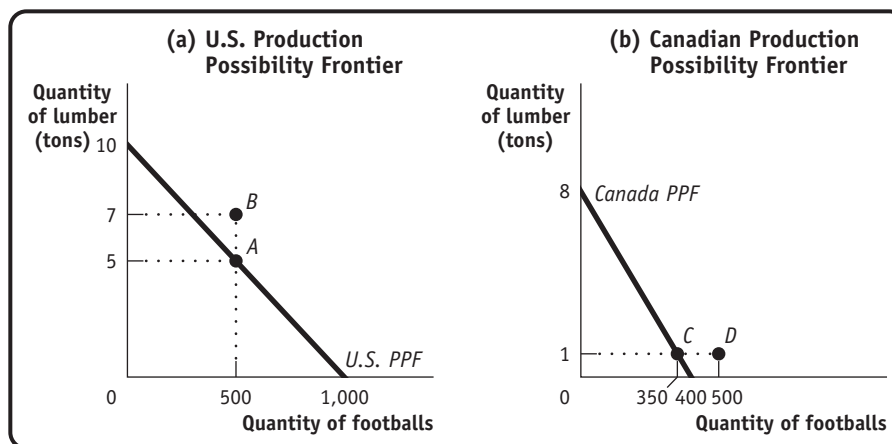 (a) U.S. Production
Possibility Frontier
Quantity
of lumber
(tons)
10
7
5
B
A
U.S. PPF
0
500
1,000
Quantity of footballs
(b) Canadian Production
Possibility Frontier
Quantity
of lumber
(tons)
8
Canada PPF
1
C
D
0
350 400 500
Quantity of footballs